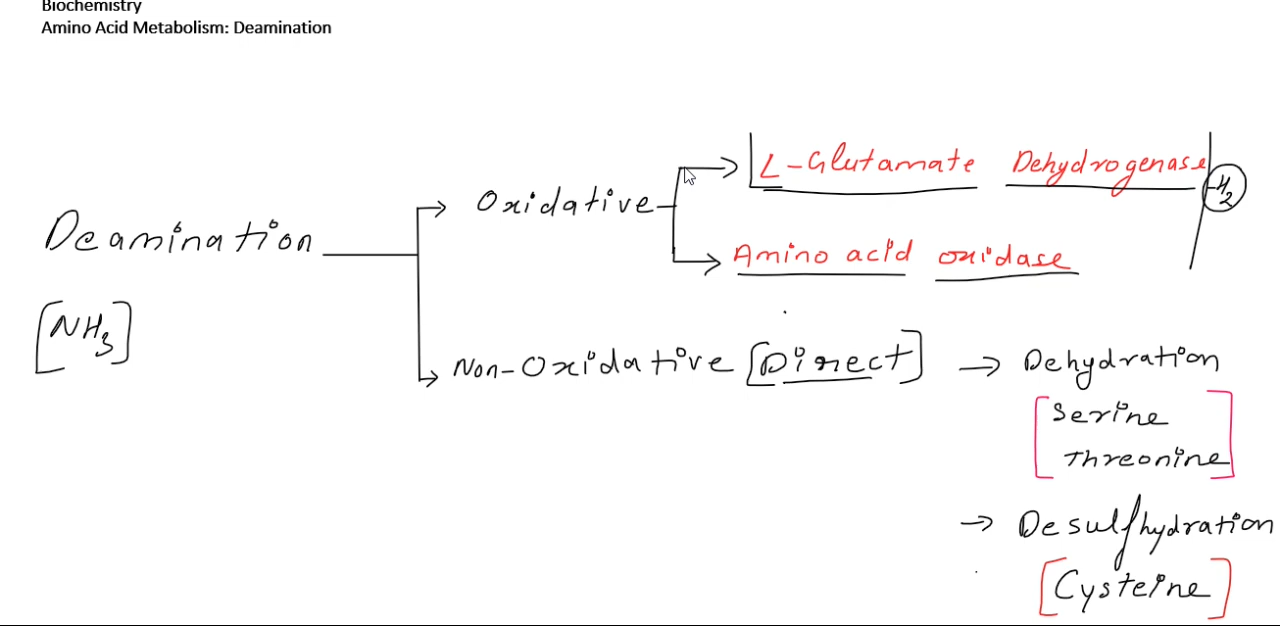 Biochemistry
Amino Acid Metabolism: Deamination
L-Glutamate Dehydrogenase
-H2
Oxidative
Deamination
Amino acid oxidase
[NH3]
Non-Oxidative [Direct] → Dehydration
[Serine
Threonine]
→ Desulfhydration
[Cysteine]